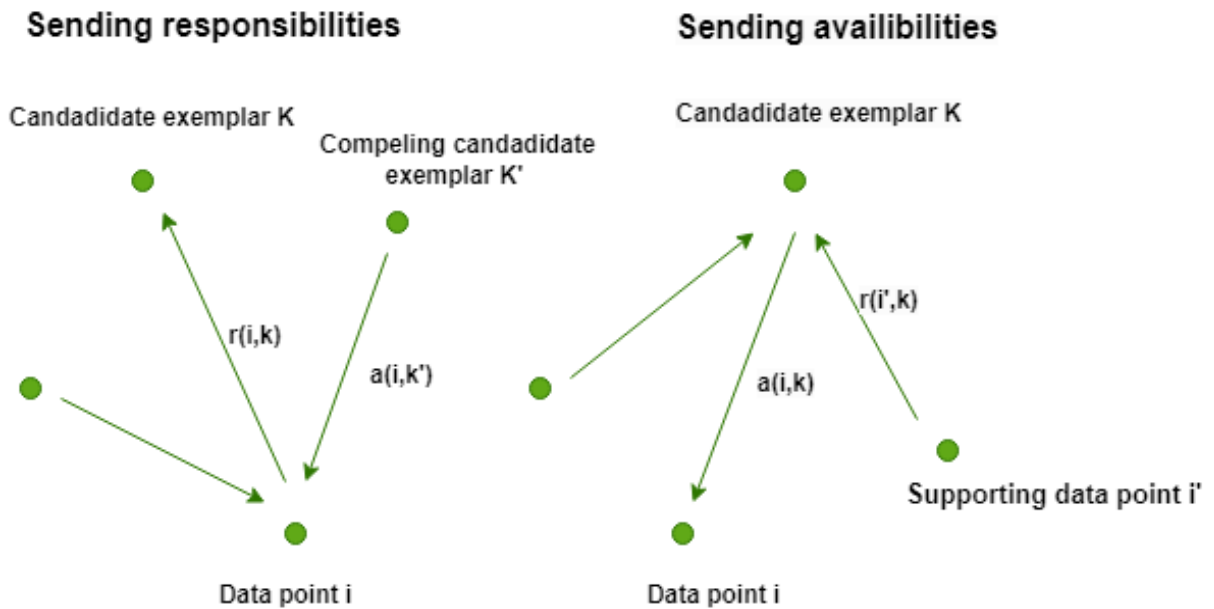 Sending responsibilities
Candadidate exemplar K
Compeling candadidate
exemplar K'
r(i,k)
a(i,k')
Data point i
Sending availibilities
Candadidate exemplar K
r(i',k)
a(i,k)
Supporting data point i'
Data point i